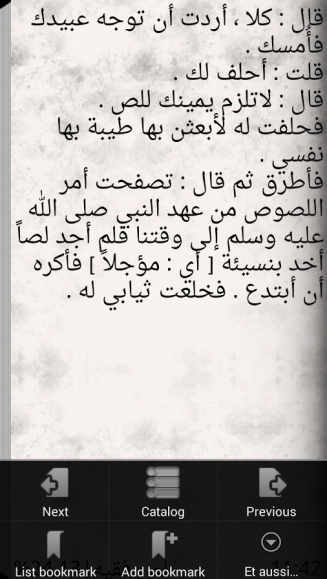 قال : كلا ، أردت أن توجه عبيدك
فأمسك .
قلت : أحلف لك .
قال : لاتلزم يمينك للص .
فحلفت له لأبعثن بها طيبة بها
نفسي .
فأطرق ثم قال : تصفحت أمر
اللصوص من عهد النبي صلى الله
عليه وسلم إلى وقتنا فلم أجد لصاً
أخد بنسيئة [ أي : مؤجلاً ] فأكره
أن أبتدع . فخلعت ثيابي له .
Next Catalog Previous
List bookmark Add bookmark Et aussi...